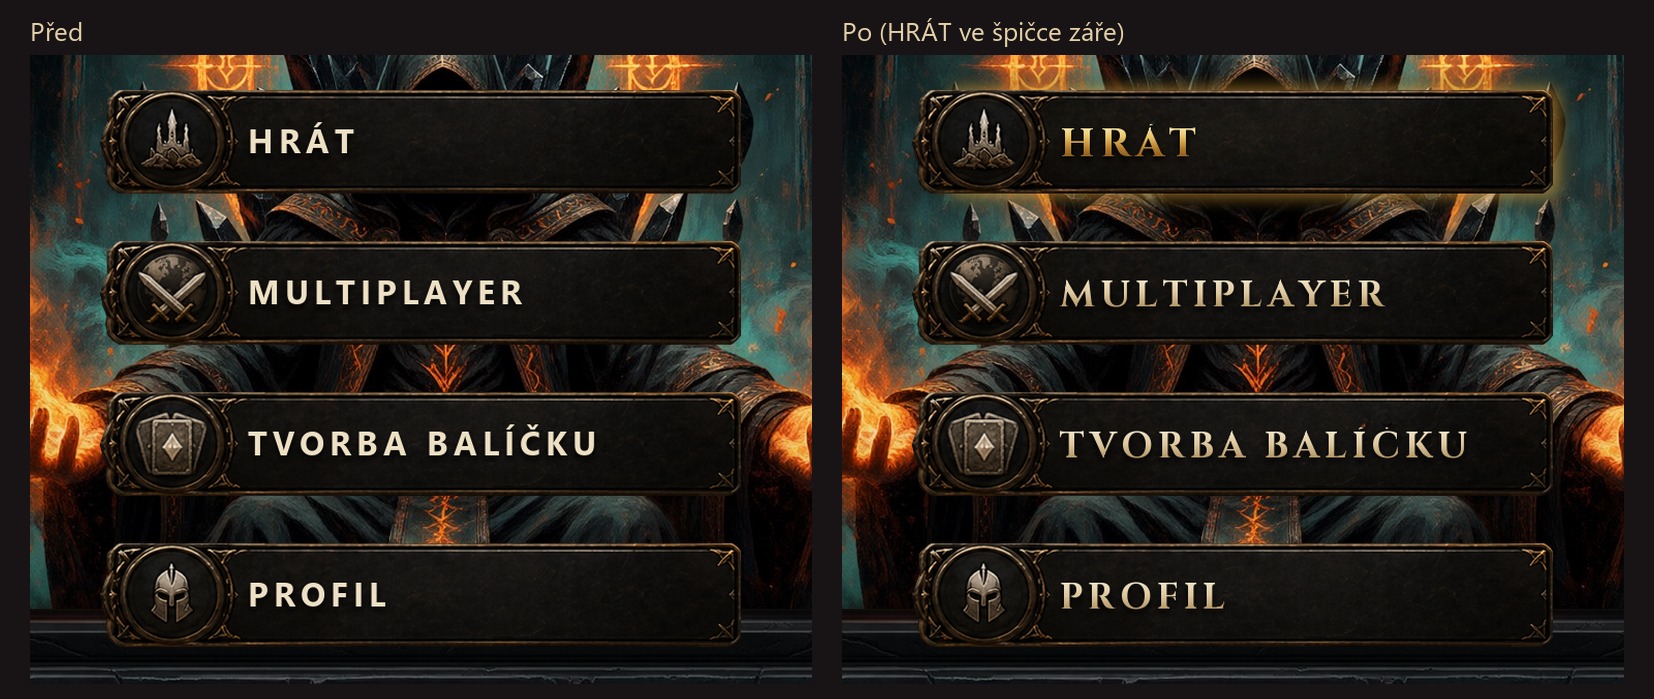 Před
HRÁT
MULTIPLAYER
TVORBA BALÍČKU
PROFIL
Po (HRÁT ve špičce záře)
HRÁT
MULTIPLAYER
TVORBA BALÍČKU
PROFIL